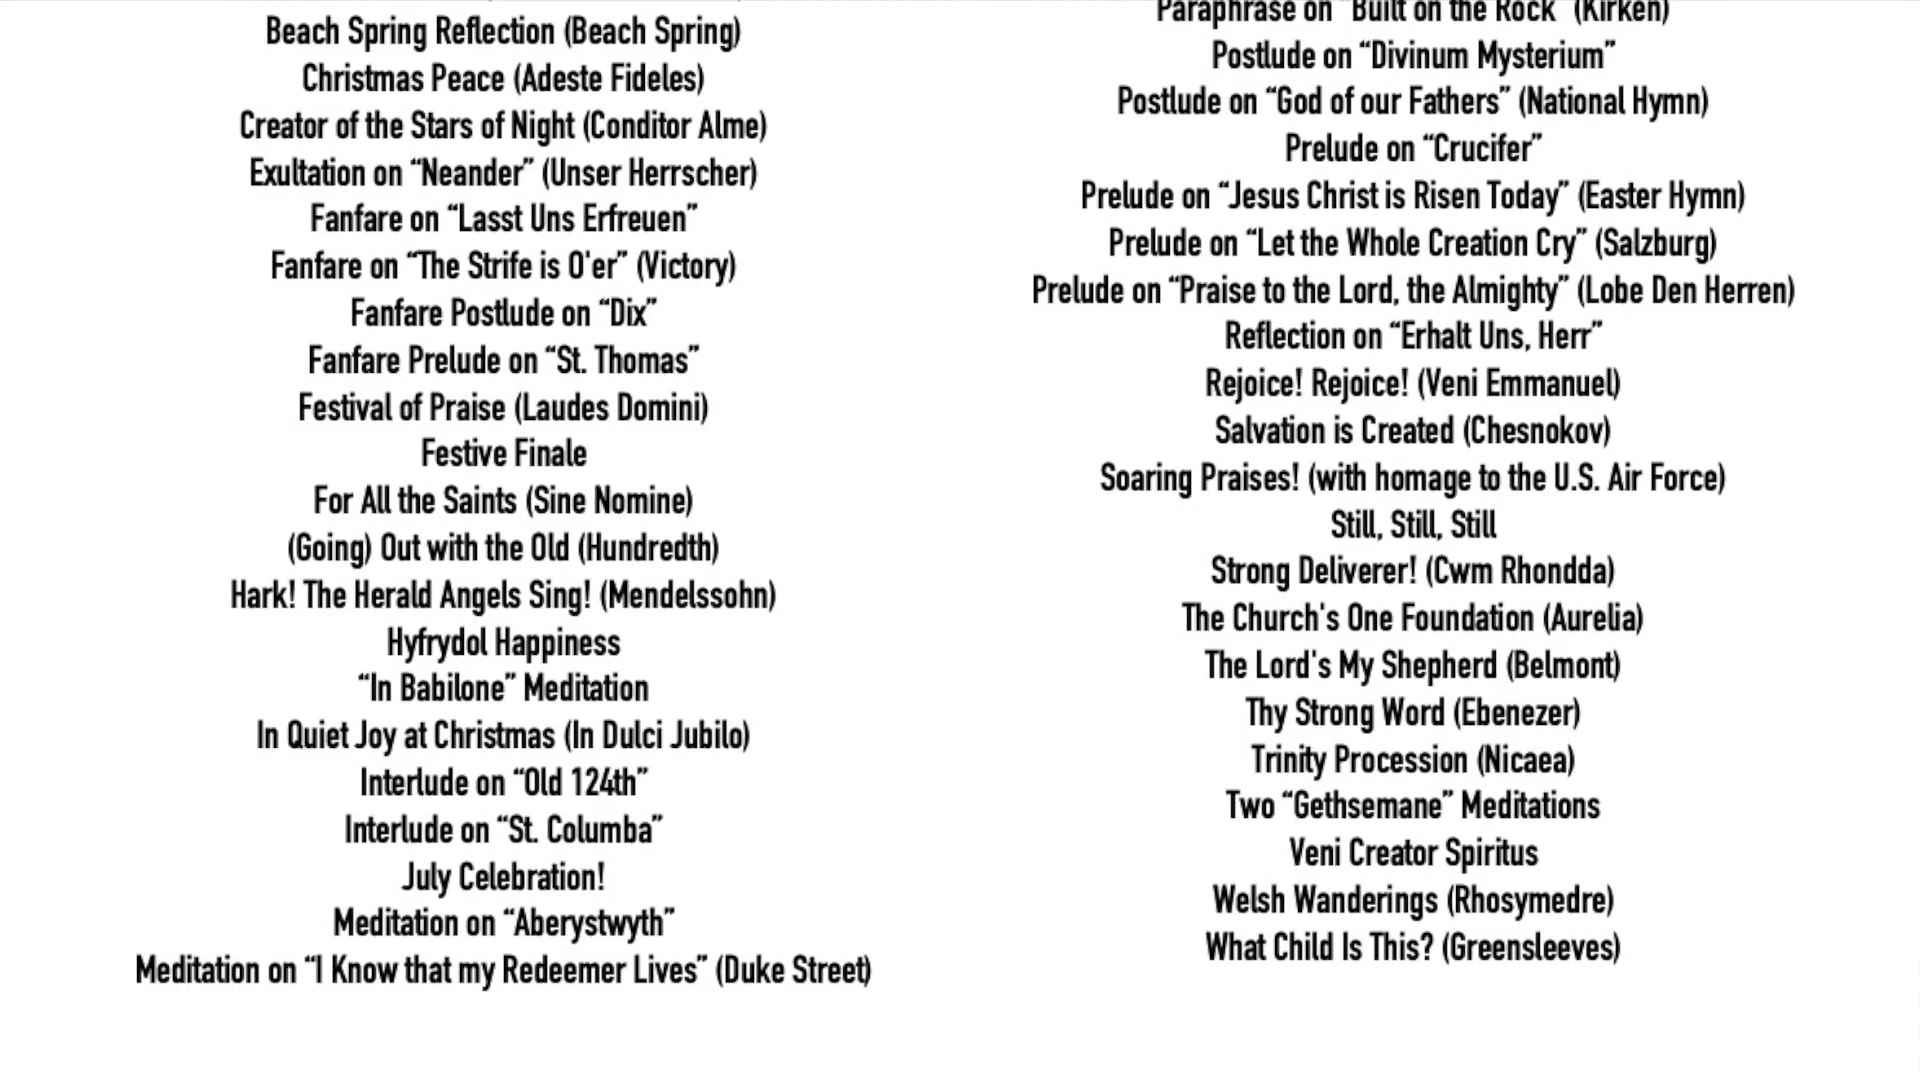 Beach Spring Reflection (Beach Spring)
Christmas Peace (Adeste Fideles)
Creator of the Stars of Night (Conditor Alme)
Exultation on “Neander” (Unser Herrscher)
Fanfare on “Lasst Uns Erfreuen”
Fanfare on “The Strife is O'er” (Victory)
Fanfare Postlude on “Dix”
Fanfare Prelude on “St. Thomas”
Festival of Praise (Laudes Domini)
Festive Finale
For All the Saints (Sine Nomine)
(Going) Out with the Old (Hundredth)
Hark! The Herald Angels Sing! (Mendelssohn)
Hyfrydol Happiness
“In Babilone” Meditation
In Quiet Joy at Christmas (In Dulci Jubilo)
Interlude on “Old 124th”
Interlude on “St. Columba”
July Celebration!
Meditation on “Aberystwyth”
Meditation on “I Know that my Redeemer Lives” (Duke Street)
Paraphrase on “Built on the Rock” (Kirken)
Postlude on “Divinum Mysterium”
Postlude on “God of our Fathers” (National Hymn)
Prelude on “Crucifer”
Prelude on “Jesus Christ is Risen Today” (Easter Hymn)
Prelude on “Let the Whole Creation Cry” (Salzburg)
Prelude on “Praise to the Lord, the Almighty” (Lobe Den Herren)
Reflection on “Erhalt Uns, Herr”
Rejoice! Rejoice! (Veni Emmanuel)
Salvation is Created (Chesnokov)
Soaring Praises! (with homage to the U.S. Air Force)
Still, Still, Still
Strong Deliverer! (Cwm Rhondda)
The Church's One Foundation (Aurelia)
The Lord's My Shepherd (Belmont)
Thy Strong Word (Ebenezer)
Trinity Procession (Nicaea)
Two “Gethsemane” Meditations
Veni Creator Spiritus
Welsh Wanderings (Rhosymedre)
What Child Is This? (Greensleeves)